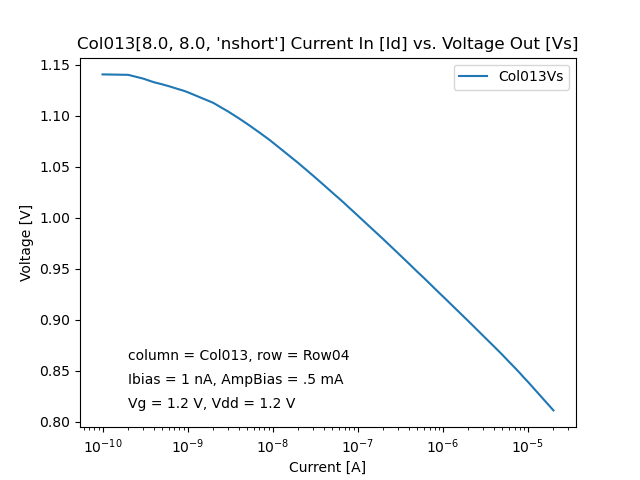 Col013[8.0, 8.0, 'nshort'] Current In [Id] vs. Voltage Out [Vs]
Col013Vs
1.15
1.10
1.05
1.00
0.95
0.90
0.85
0.80
Voltage [V]
column = Col013, row = Row04
Ibias = 1 nA, AmpBias = .5 mA
Vg = 1.2 V, Vdd = 1.2 V
10⁻¹⁰ 10⁻⁹ 10⁻⁸ 10⁻⁷ 10⁻⁶ 10⁻⁵
Current [A]